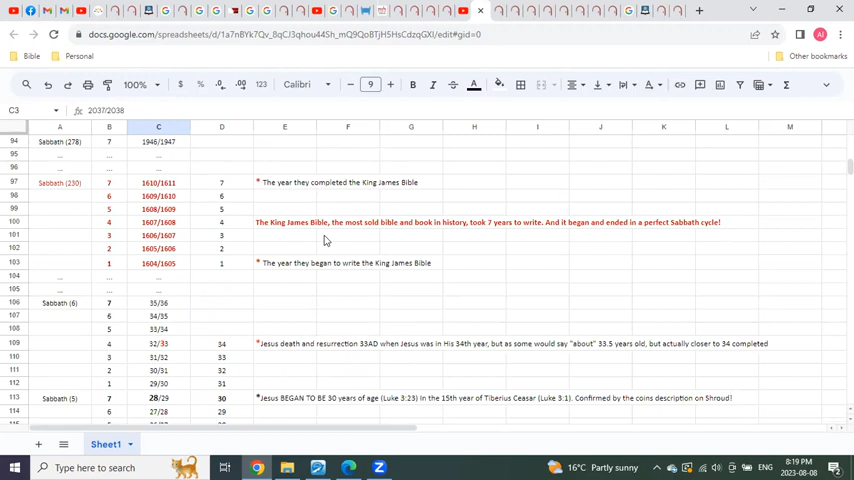 docs.google.com/spreadsheets/d/1a7nBYk7Qv_8qCJ3qhou44Sh_mQ9oBTjH5HsCdzqGXI/edit#gid=0
Bible Personal Other bookmarks
100% $ % .0 .00 123 Calibri 9 B I A
C3 fx 2037/2038
A B C D E F G H I J K L M
94 Sabbath (278) 7 1946/1947
95 ... ... ...
96 ... ... ...
97 Sabbath (230) 7 1610/1611 7 * The year they completed the King James Bible
98 6 1609/1610 6
99 5 1608/1609 5
100 4 1607/1608 4 The King James Bible, the most sold bible and book in history, took 7 years to write. And it began and ended in a perfect Sabbath cycle!
101 3 1606/1607 3
102 2 1605/1606 2
103 1 1604/1605 1 * The year they began to write the King James Bible
104 ... ... ...
105 ... ... ...
106 Sabbath (6) 7 35/36
107 6 34/35
108 5 33/34
109 4 32/33 34 *Jesus death and resurrection 33AD when Jesus was in His 34th year, but as some would say "about" 33.5 years old, but actually closer to 34 completed
110 3 31/32 33
111 2 30/31 32
112 1 29/30 31
113 Sabbath (5) 7 28/29 30 *Jesus BEGAN TO BE 30 years of age (Luke 3:23) In the 15th year of Tiberius Ceasar (Luke 3:1). Confirmed by the coins description on Shroud!
114 6 27/28 29
Sheet1
Type here to search
16°C Partly sunny
ENG
8:19 PM
2023-08-08
2